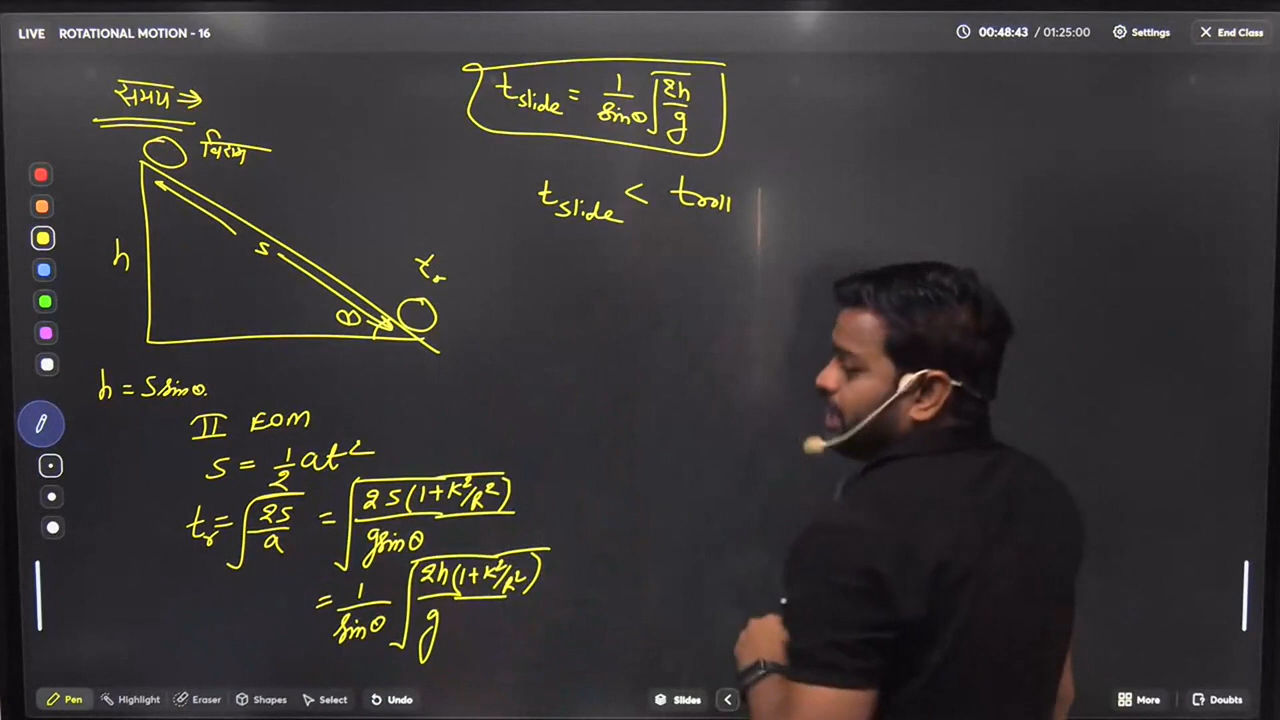 LIVE ROTATIONAL MOTION - 16
00:48:43 / 01:25:00 Settings End Class
समय ⇒
विराम
h
s
θ
t_r
h = s sinθ.
II EOM
s = 1/2 at²
t_r = √(2s/a) = √(2s(1+K²/R²)/(g sinθ))
= 1/sinθ √(2h(1+K²/R²)/g)
t_slide = 1/sinθ √(2h/g)
t_slide < t_roll
Pen Highlight Eraser Shapes Select Undo Slides More Doubts